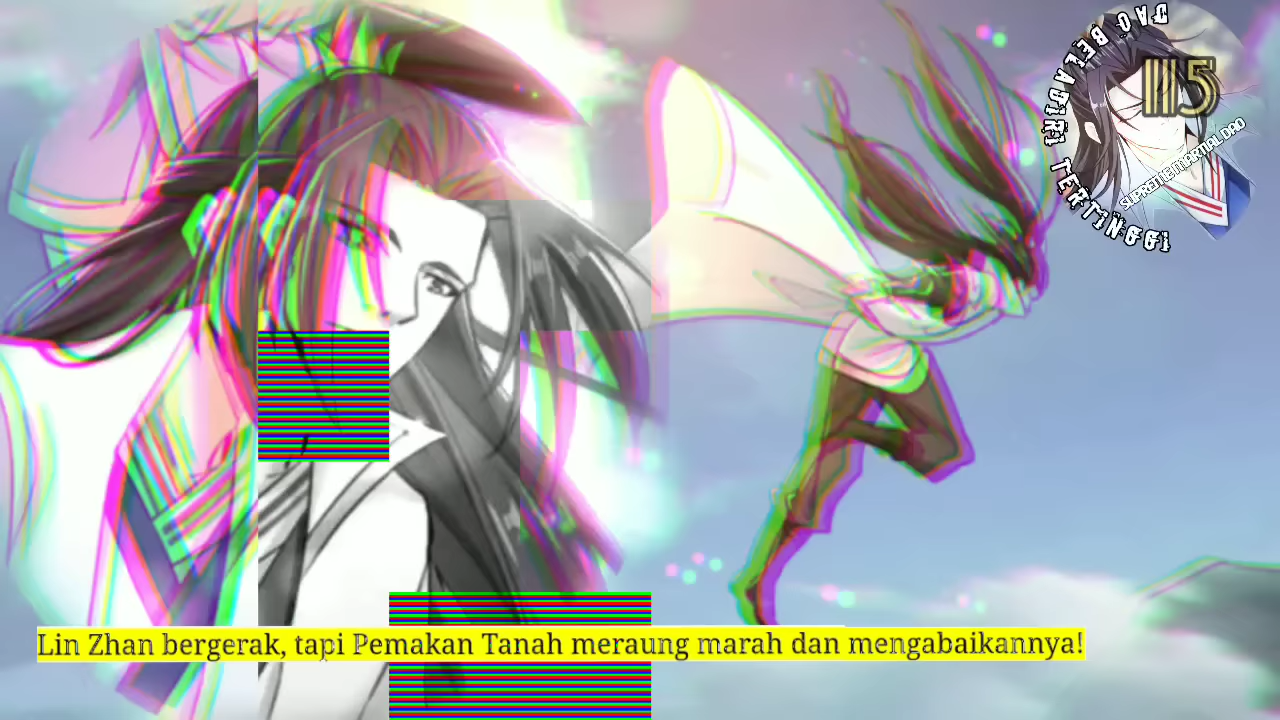 DAO BELADIRI TERTINGGI
115
SUPREME MARTIAL DAO
Lin Zhan bergerak, tapi Pemakan Tanah meraung marah dan mengabaikannya!